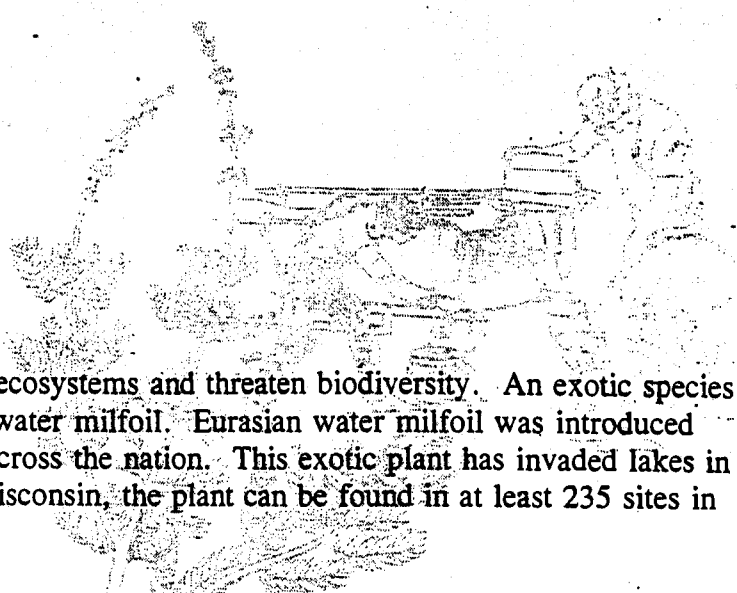 ecosystems and threaten biodiversity. An exotic species
water milfoil. Eurasian water milfoil was introduced
cross the nation. This exotic plant has invaded lakes in
isconsin, the plant can be found in at least 235 sites in